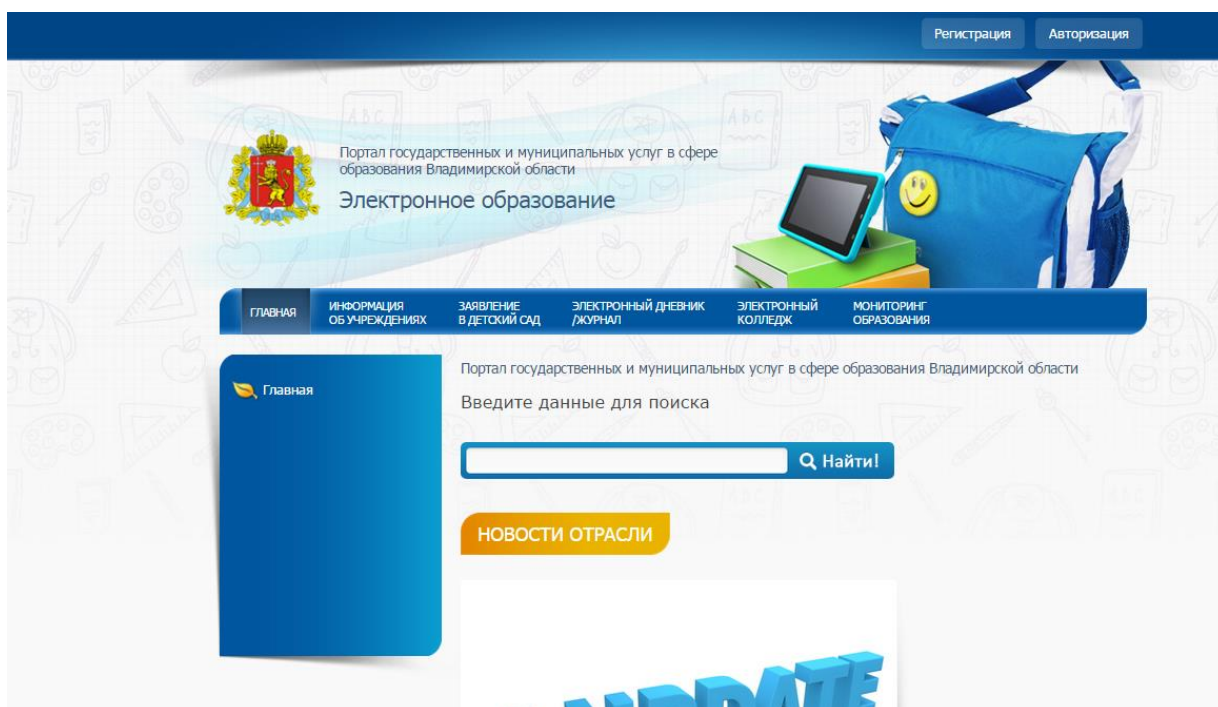 Регистрация Авторизация
Портал государственных и муниципальных услуг в сфере
образования Владимирской области
Электронное образование
ГЛАВНАЯ
ИНФОРМАЦИЯ
ОБ УЧРЕЖДЕНИЯХ
ЗАЯВЛЕНИЕ
В ДЕТСКИЙ САД
ЭЛЕКТРОННЫЙ ДНЕВНИК
/ЖУРНАЛ
ЭЛЕКТРОННЫЙ
КОЛЛЕДЖ
МОНИТОРИНГ
ОБРАЗОВАНИЯ
Главная
Портал государственных и муниципальных услуг в сфере образования Владимирской области
Введите данные для поиска
Найти!
НОВОСТИ ОТРАСЛИ